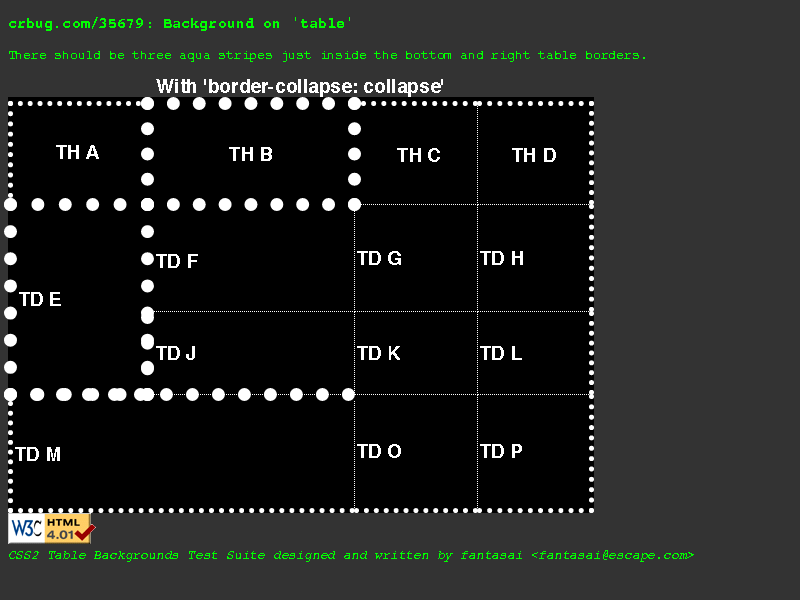 crbug.com/35679: Background on 'table'
There should be three aqua stripes just inside the bottom and right table borders.
With 'border-collapse: collapse'
TH A TH B TH C TH D
TD F TD G TD H
TD E
TD J TD K TD L
TD M TD O TD P
W3C HTML 4.01
CSS2 Table Backgrounds Test Suite designed and written by fantasai <fantasai@escape.com>